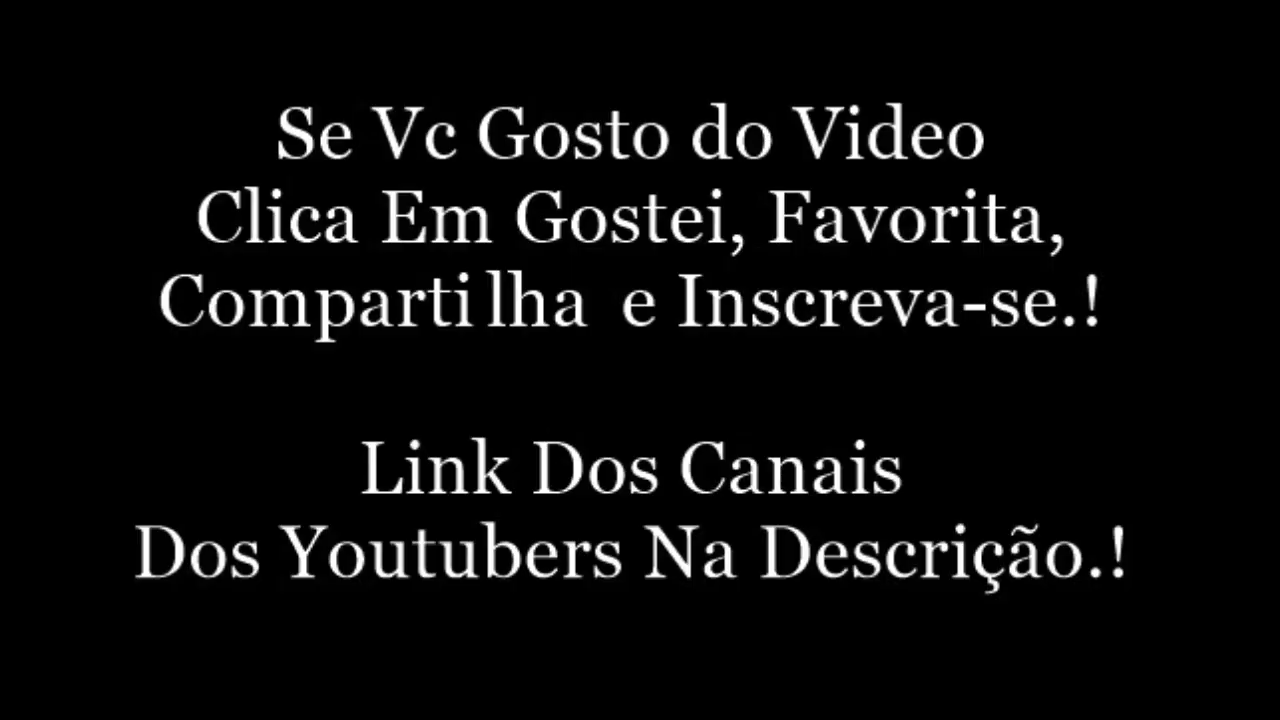 Se Vc Gosto do Video
Clica Em Gostei, Favorita,
Compartilha e Inscreva-se.!
Link Dos Canais
Dos Youtubers Na Descrição.!